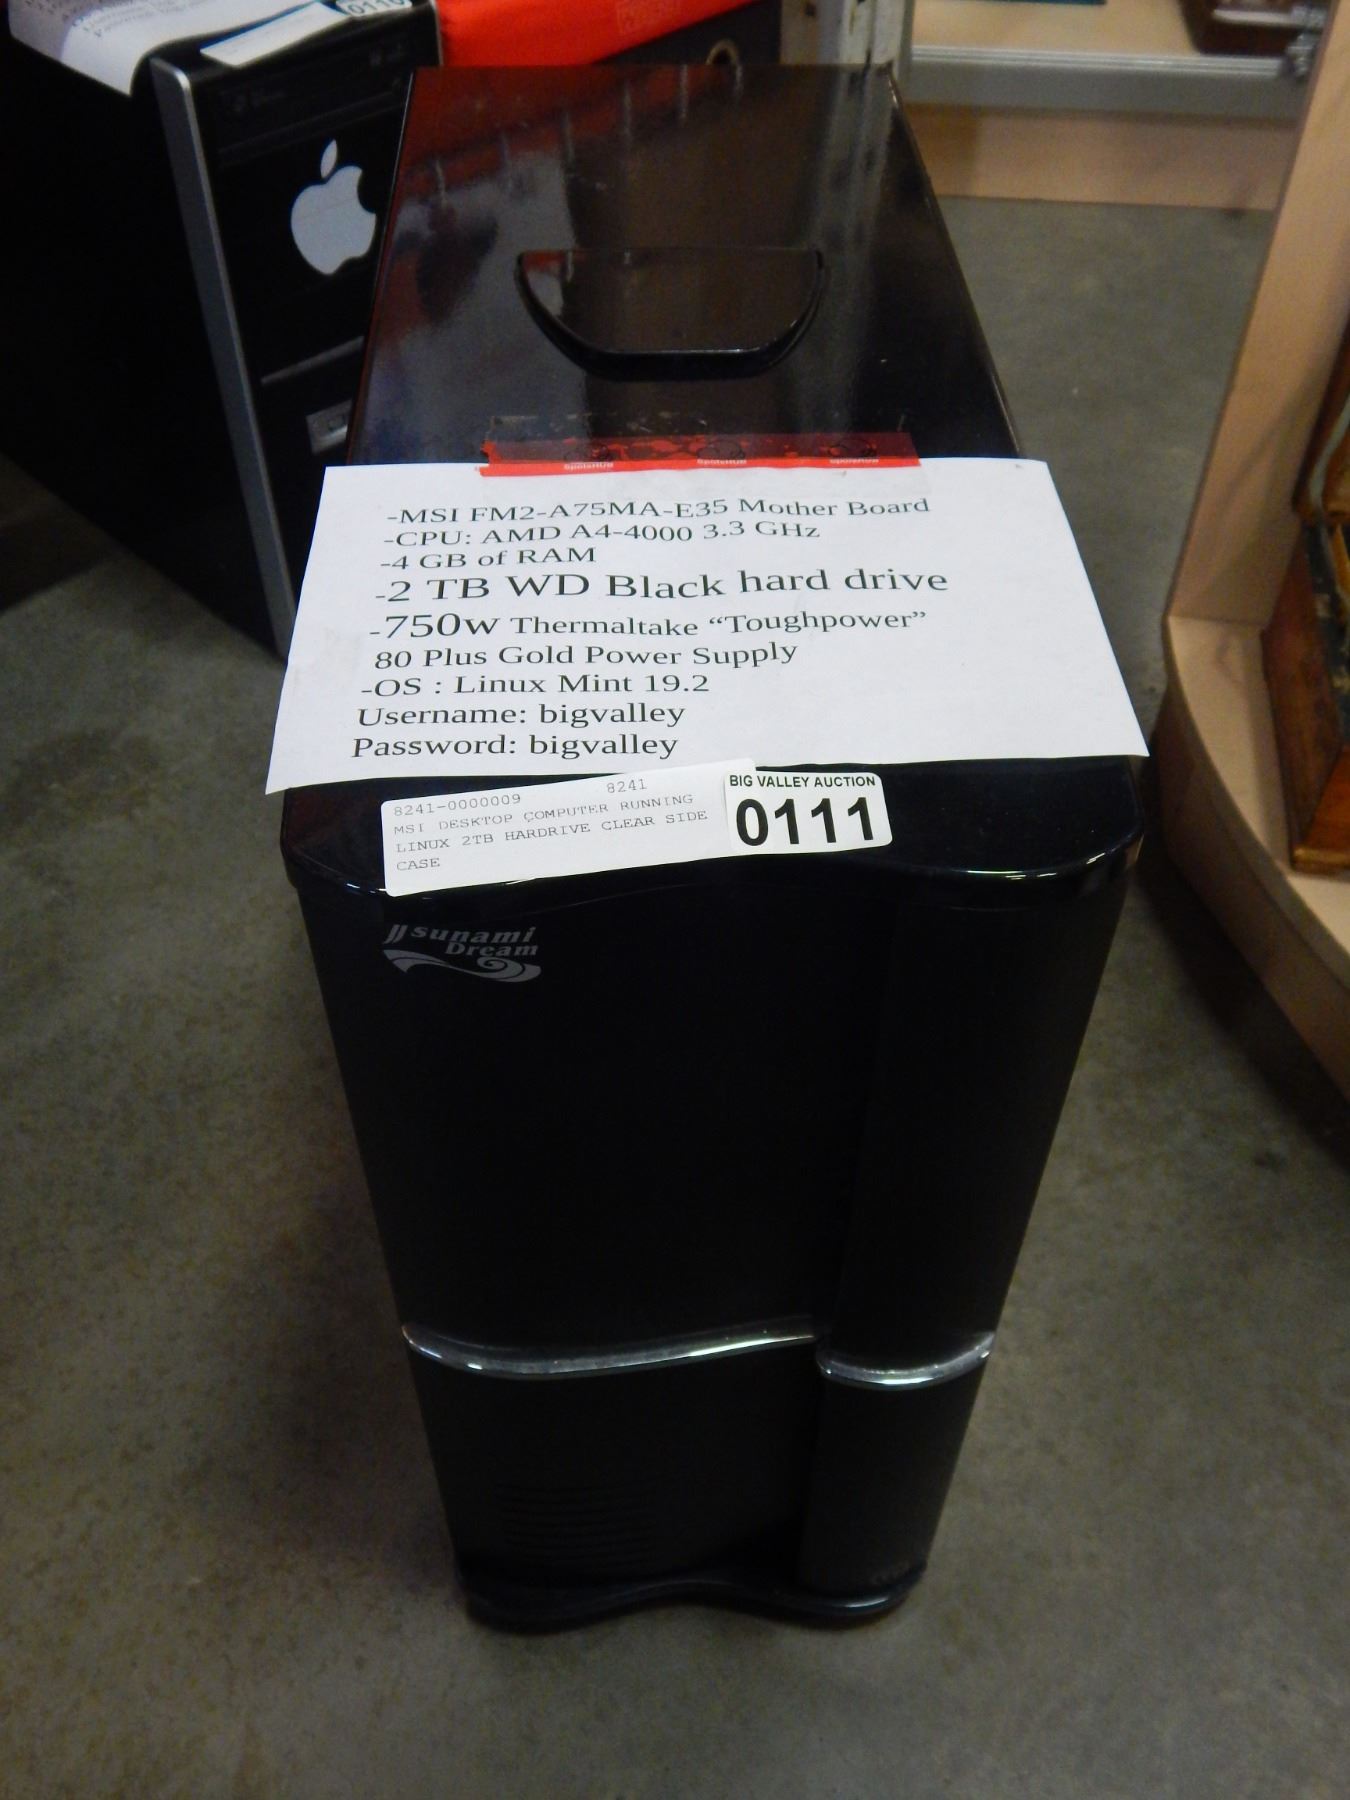 0110
-MSI FM2-A75MA-E35 Mother Board
-CPU: AMD A4-4000 3.3 GHz
-4 GB of RAM
-2 TB WD Black hard drive
-750w Thermaltake “Toughpower”
80 Plus Gold Power Supply
-OS : Linux Mint 19.2
Username: bigvalley
Password: bigvalley
8241-0000009 8241
MSI DESKTOP COMPUTER RUNNING
LINUX 2TB HARDRIVE CLEAR SIDE
CASE
BIG VALLEY AUCTION
0111
Tsunami
Dream